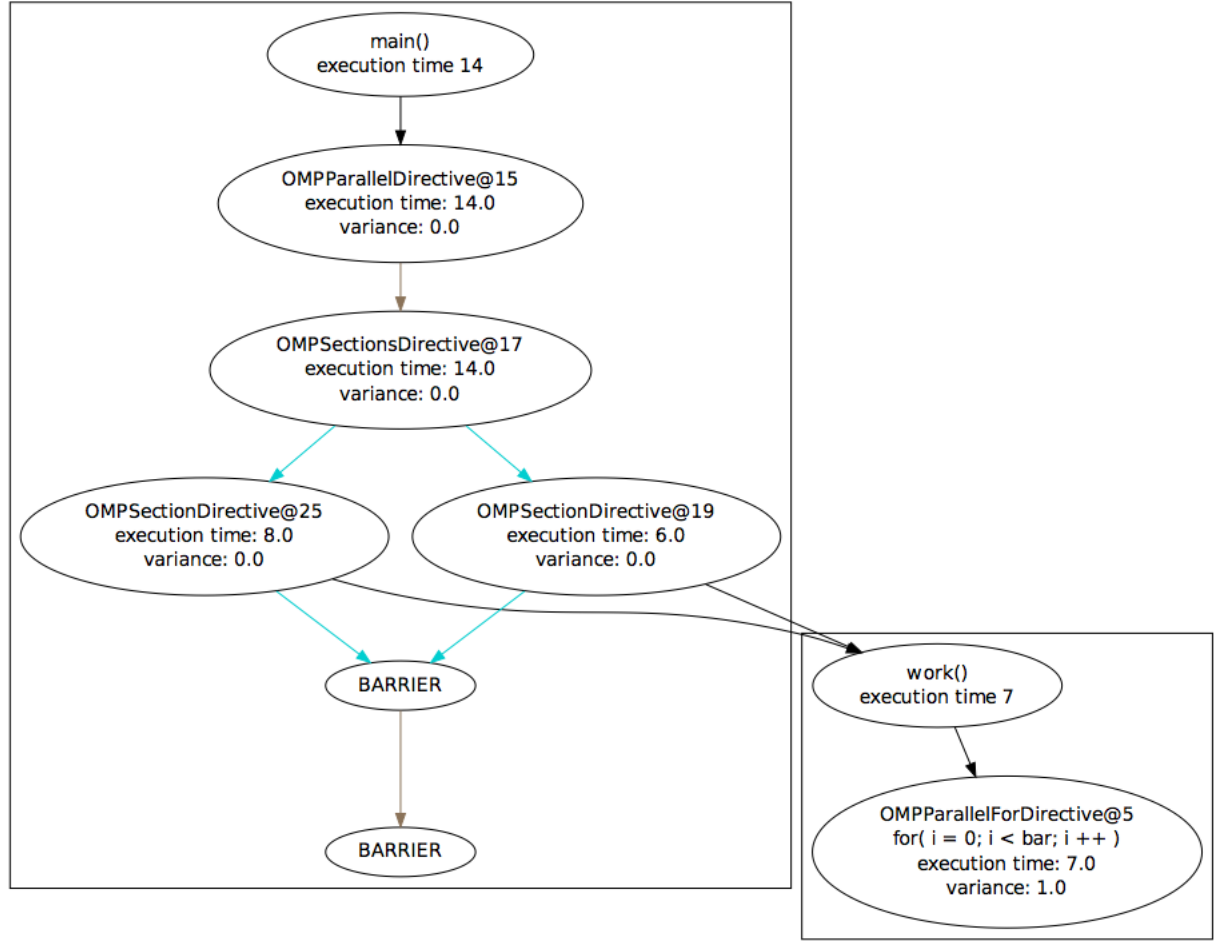 main()
execution time 14
OMPParallelDirective@15
execution time: 14.0
variance: 0.0
OMPSectionsDirective@17
execution time: 14.0
variance: 0.0
OMPSectionDirective@25
execution time: 8.0
variance: 0.0
OMPSectionDirective@19
execution time: 6.0
variance: 0.0
BARRIER
work()
execution time 7
BARRIER
OMPParallelForDirective@5
for( i = 0; i < bar; i ++ )
execution time: 7.0
variance: 1.0